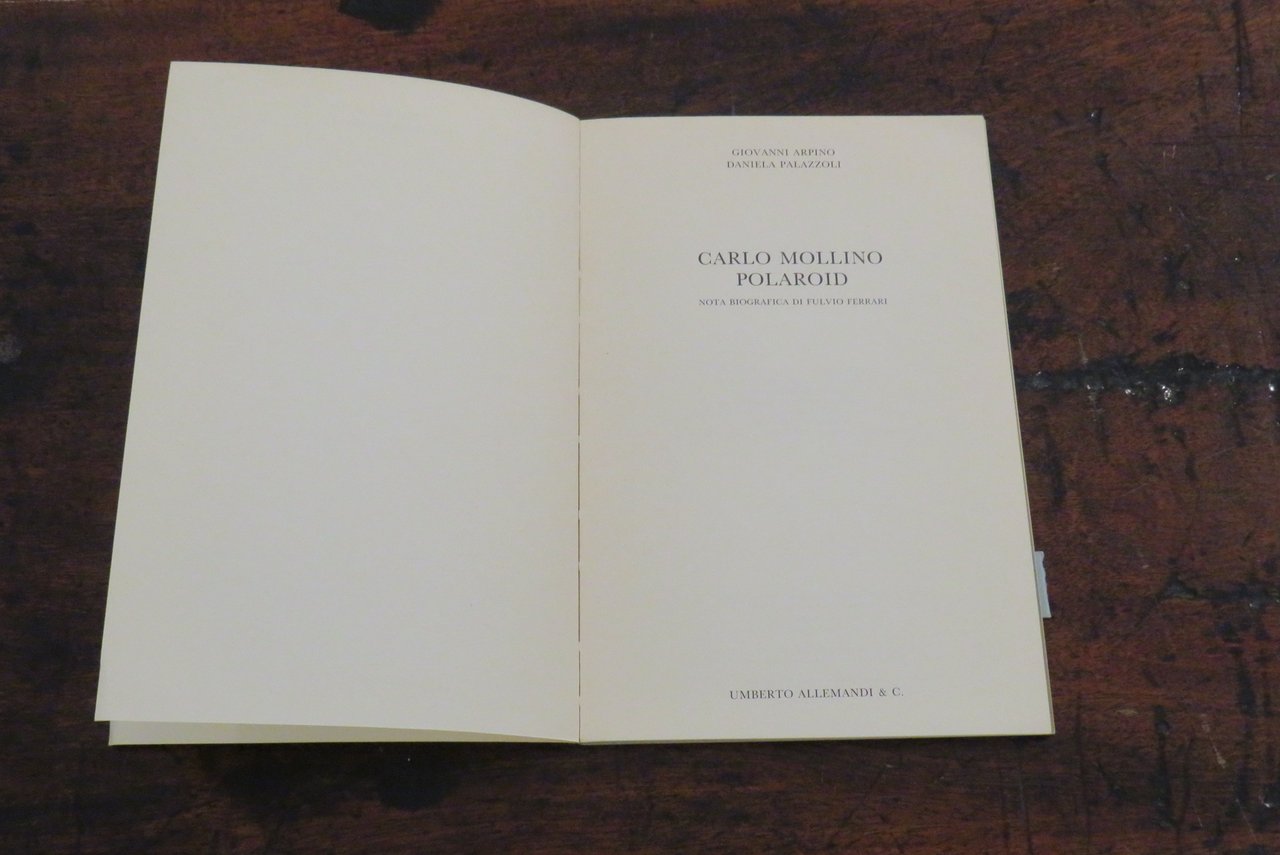 GIOVANNI ARPINO
DANIELA PALAZZOLI
CARLO MOLLINO
POLAROID
NOTA BIOGRAFICA DI FULVIO FERRARI
UMBERTO ALLEMANDI & C.